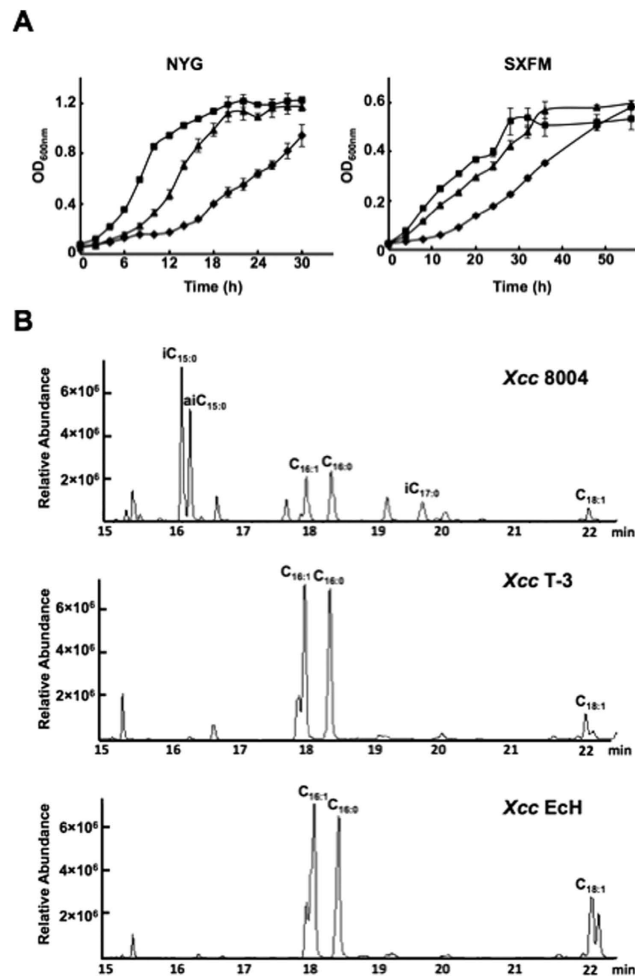 A
NYG
SXFM
OD600nm
1.2
0.8
0.4
0
0 6 12 18 24 30
Time (h)
OD600nm
0.6
0.4
0.2
0
0 10 20 30 40 50
Time (h)
B
Xcc 8004
Relative Abundance
6×10⁶
4×10⁶
2×10⁶
iC15:0
aiC15:0
C16:1
C16:0
iC17:0
C18:1
15 16 17 18 19 20 21 22 min
Xcc T-3
Relative Abundance
6×10⁶
4×10⁶
2×10⁶
C16:1 C16:0
C18:1
15 16 17 18 19 20 21 22 min
Xcc EcH
Relative Abundance
6×10⁶
4×10⁶
2×10⁶
C16:1
C16:0
C18:1
15 16 17 18 19 20 21 22 min